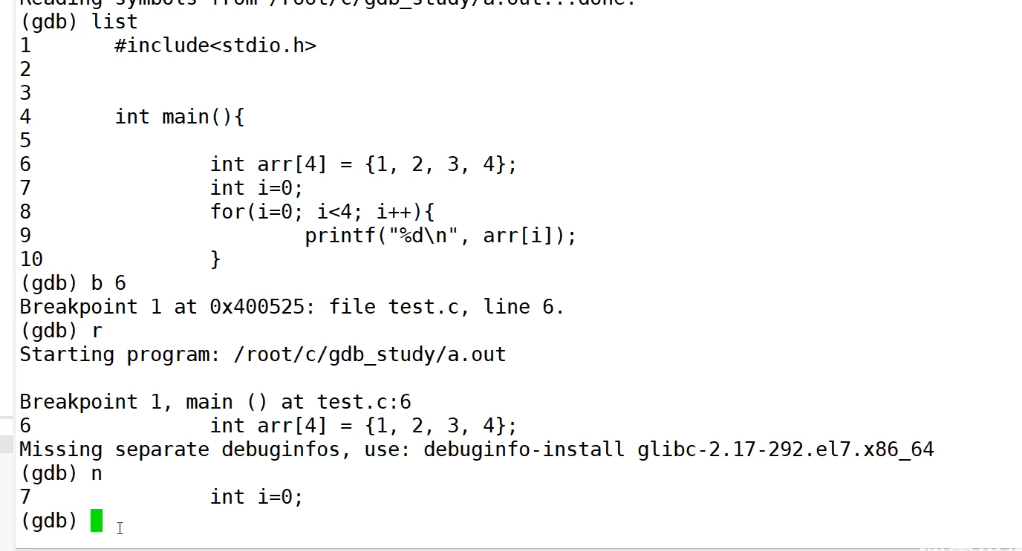 Reading symbols from /root/c/gdb_study/a.out...done.
(gdb) list
1       #include<stdio.h>
2
3
4       int main(){
5
6               int arr[4] = {1, 2, 3, 4};
7               int i=0;
8               for(i=0; i<4; i++){
9                       printf("%d\n", arr[i]);
10              }
(gdb) b 6
Breakpoint 1 at 0x400525: file test.c, line 6.
(gdb) r
Starting program: /root/c/gdb_study/a.out

Breakpoint 1, main () at test.c:6
6               int arr[4] = {1, 2, 3, 4};
Missing separate debuginfos, use: debuginfo-install glibc-2.17-292.el7.x86_64
(gdb) n
7               int i=0;
(gdb)